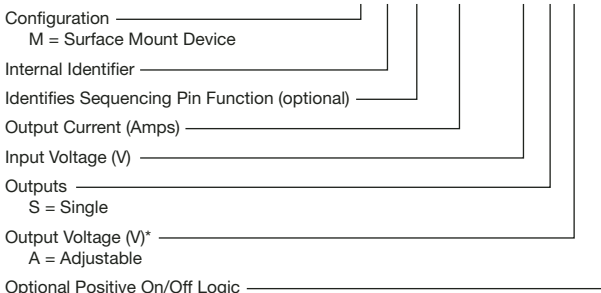 Configuration
M = Surface Mount Device
Internal Identifier
Identifies Sequencing Pin Function (optional)
Output Current (Amps)
Input Voltage (V)
Outputs
S = Single
Output Voltage (V)*
A = Adjustable
Optional Positive On/Off Logic